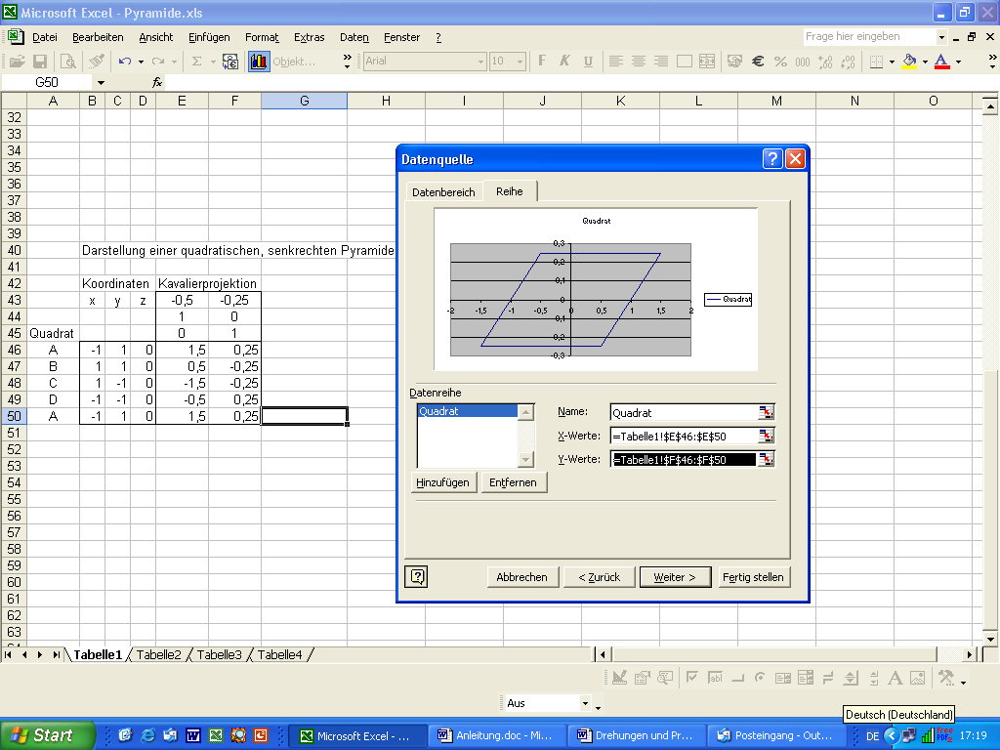 Microsoft Excel - Pyramide.xls
Datei Bearbeiten Ansicht Einfügen Format Extras Daten Fenster ? Frage hier eingeben
Objekt... Arial 10 F K U € % 000
G50 fx
A B C D E F G H I J K L M N O
32
33
34
35
36
37
38
39
40 Darstellung einer quadratischen, senkrechten Pyramide
41
42 Koordinaten Kavalierprojektion
43 x y z -0,5 -0,25
44 1 0
45 Quadrat 0 1
46 A -1 1 0 1,5 0,25
47 B 1 1 0 0,5 -0,25
48 C 1 -1 0 -1,5 -0,25
49 D -1 -1 0 -0,5 0,25
50 A -1 1 0 1,5 0,25
51
52
53
54
55
56
57
58
59
60
61
62
63
Datenquelle
Datenbereich Reihe
Quadrat
0,3
0,2
0,1
0
-2 -1,5 -1 -0,5 0 0,5 1 1,5 2
-0,1
-0,2
-0,3
Quadrat
Datenreihe
Quadrat
Name: Quadrat
X-Werte: =Tabelle1!$E$46:$E$50
Y-Werte: =Tabelle1!$F$46:$F$50
Hinzufügen Entfernen
Abbrechen < Zurück Weiter > Fertig stellen
Tabelle1 Tabelle2 Tabelle3 Tabelle4
Aus
Deutsch (Deutschland)
Start Microsoft Excel - ... Anleitung.doc - Mi... Drehungen und Pr... Posteingang - Out... DE 17:19